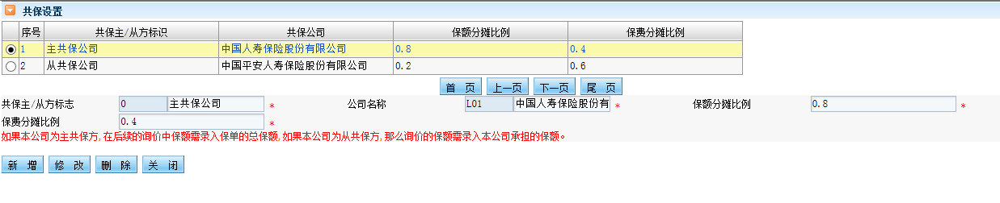 共保设置
序号 共保主/从方标识 共保公司 保额分摊比例 保费分摊比例
1 主共保公司 中国人寿保险股份有限公司 0.8 0.4
2 从共保公司 中国平安人寿保险股份有限公司 0.2 0.6
首 页 上一页 下一页 尾 页
共保主/从方标志 0 主共保公司 * 公司名称 L01 中国人寿保险股份有 * 保额分摊比例 0.8 *
保费分摊比例 0.4 *
如果本公司为主共保方,在后续的询价中保额需录入保单的总保额,如果本公司为从共保方,那么询价的保额需录入本公司承担的保额。
新 增 修 改 删 除 关 闭